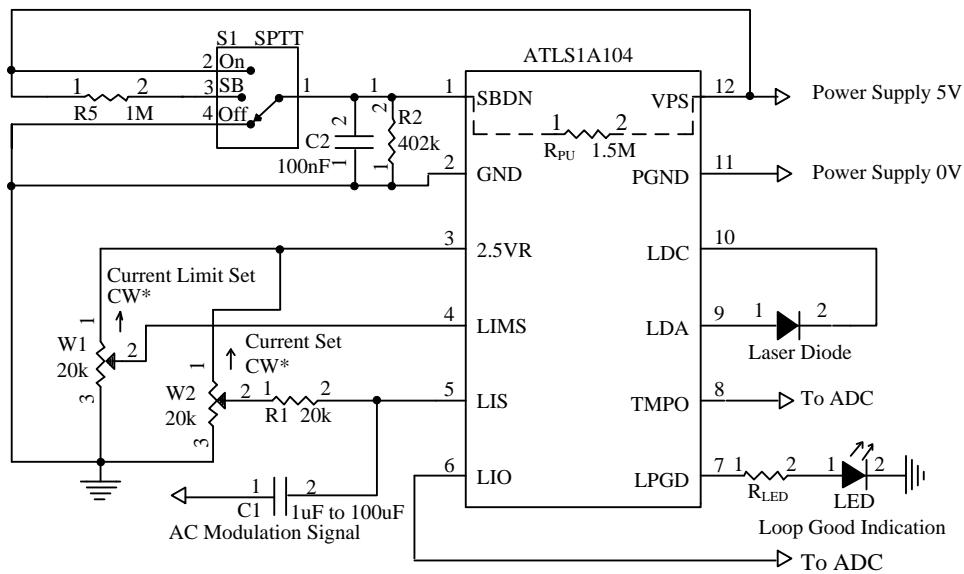 S1 SPTT
ATLS1A104
2 On
1 2
R5 1M
3 SB
4 Off
1
1
2
R2
402k
1
2
C2
100nF
1
1 SBDN
VPS 12
Power Supply 5V
1 2
RPU 1.5M
2 GND
PGND 11
Power Supply 0V
3 2.5VR
LDC 10
Current Limit Set
CW*
1
W1
20k
2
3
4 LIMS
LDA 9
1 2
Laser Diode
Current Set
CW*
1
W2
20k
2
3
1 2
R1 20k
5 LIS
TMPO 8
To ADC
6 LIO
LPGD 7
1 2
RLED
1 2
LED
Loop Good Indication
1 2
C1
1uF to 100uF
AC Modulation Signal
To ADC